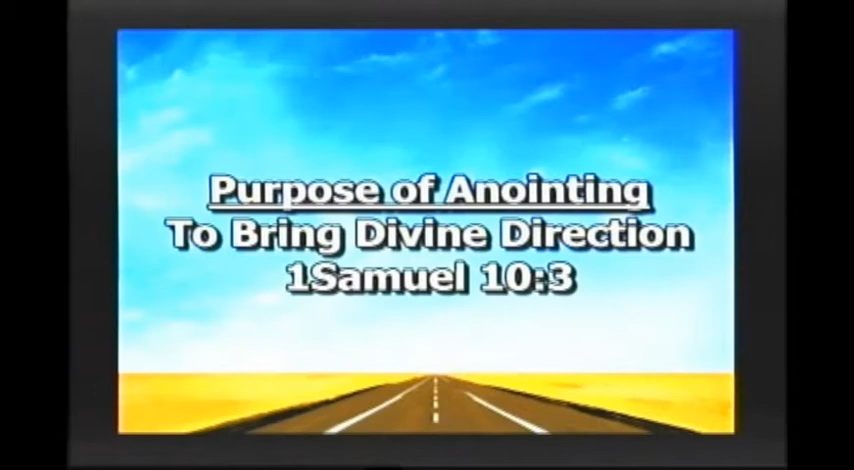 Purpose of Anointing
To Bring Divine Direction
1Samuel 10:3